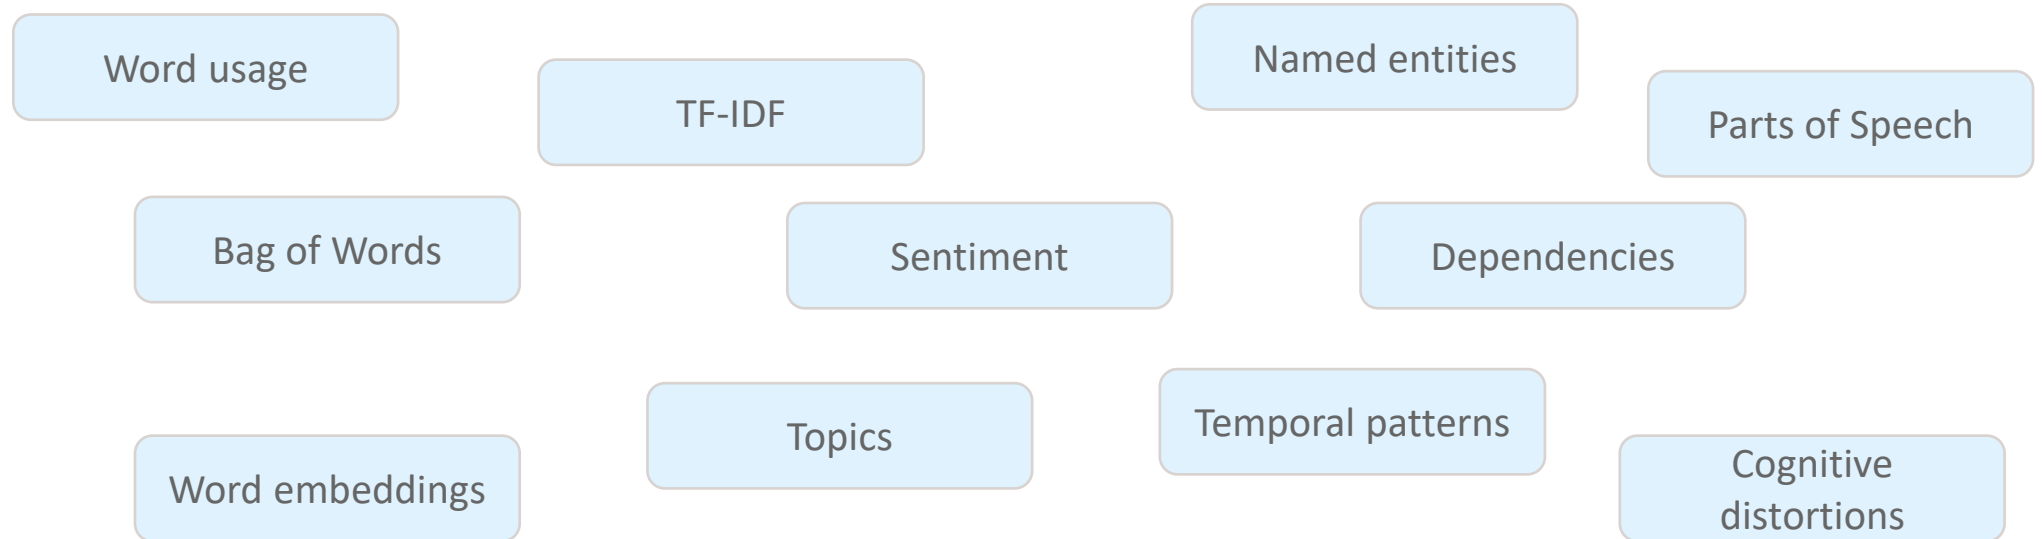 Word usage
TF-IDF
Named entities
Parts of Speech
Bag of Words
Sentiment
Dependencies
Word embeddings
Topics
Temporal patterns
Cognitive
distortions